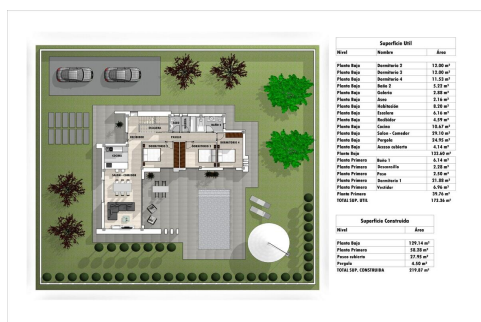 Superficie Util
Nivel Nombre Área
Planta Baja Dormitorio 2 12.00 m²
Planta Baja Dormitorio 3 12.00 m²
Planta Baja Dormitorio 4 11.53 m²
Planta Baja Baño 2 5.22 m²
Planta Baja Galeria 2.88 m²
Planta Baja Aseo 2.16 m²
Planta Baja Habitación 8.20 m²
Planta Baja Escalera 6.16 m²
Planta Baja Recibidor 4.59 m²
Planta Baja Cocina 10.67 m²
Planta Baja Salon - Comedor 29.10 m²
Planta Baja Pergola 24.95 m²
Planta Baja Acceso cubierto 4.14 m²
Planta Baja 132.60 m²
Planta Primera Baño 1 6.14 m²
Planta Primera Descansillo 2.28 m²
Planta Primera Paso 2.50 m²
Planta Primera Dormitorio 1 21.88 m²
Planta Primera Vestidor 6.96 m²
Planta Primera 39.76 m²
TOTAL SUP. UTIL 172.36 m²
Superficie Construida
Nivel Área
Planta Baja 129.14 m²
Planta Primera 58.28 m²
Porche cubierto 27.95 m²
Pergola 4.50 m²
TOTAL SUP. CONSTRUIDA 219.87 m²